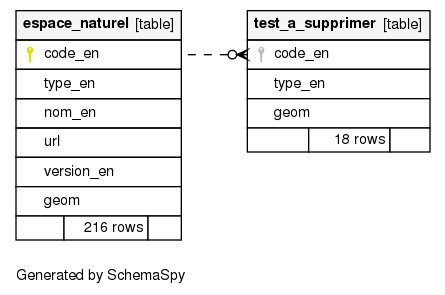 espace_naturel [table]
code_en
type_en
nom_en
url
version_en
geom
216 rows
test_a_supprimer [table]
code_en
type_en
geom
18 rows
Generated by SchemaSpy